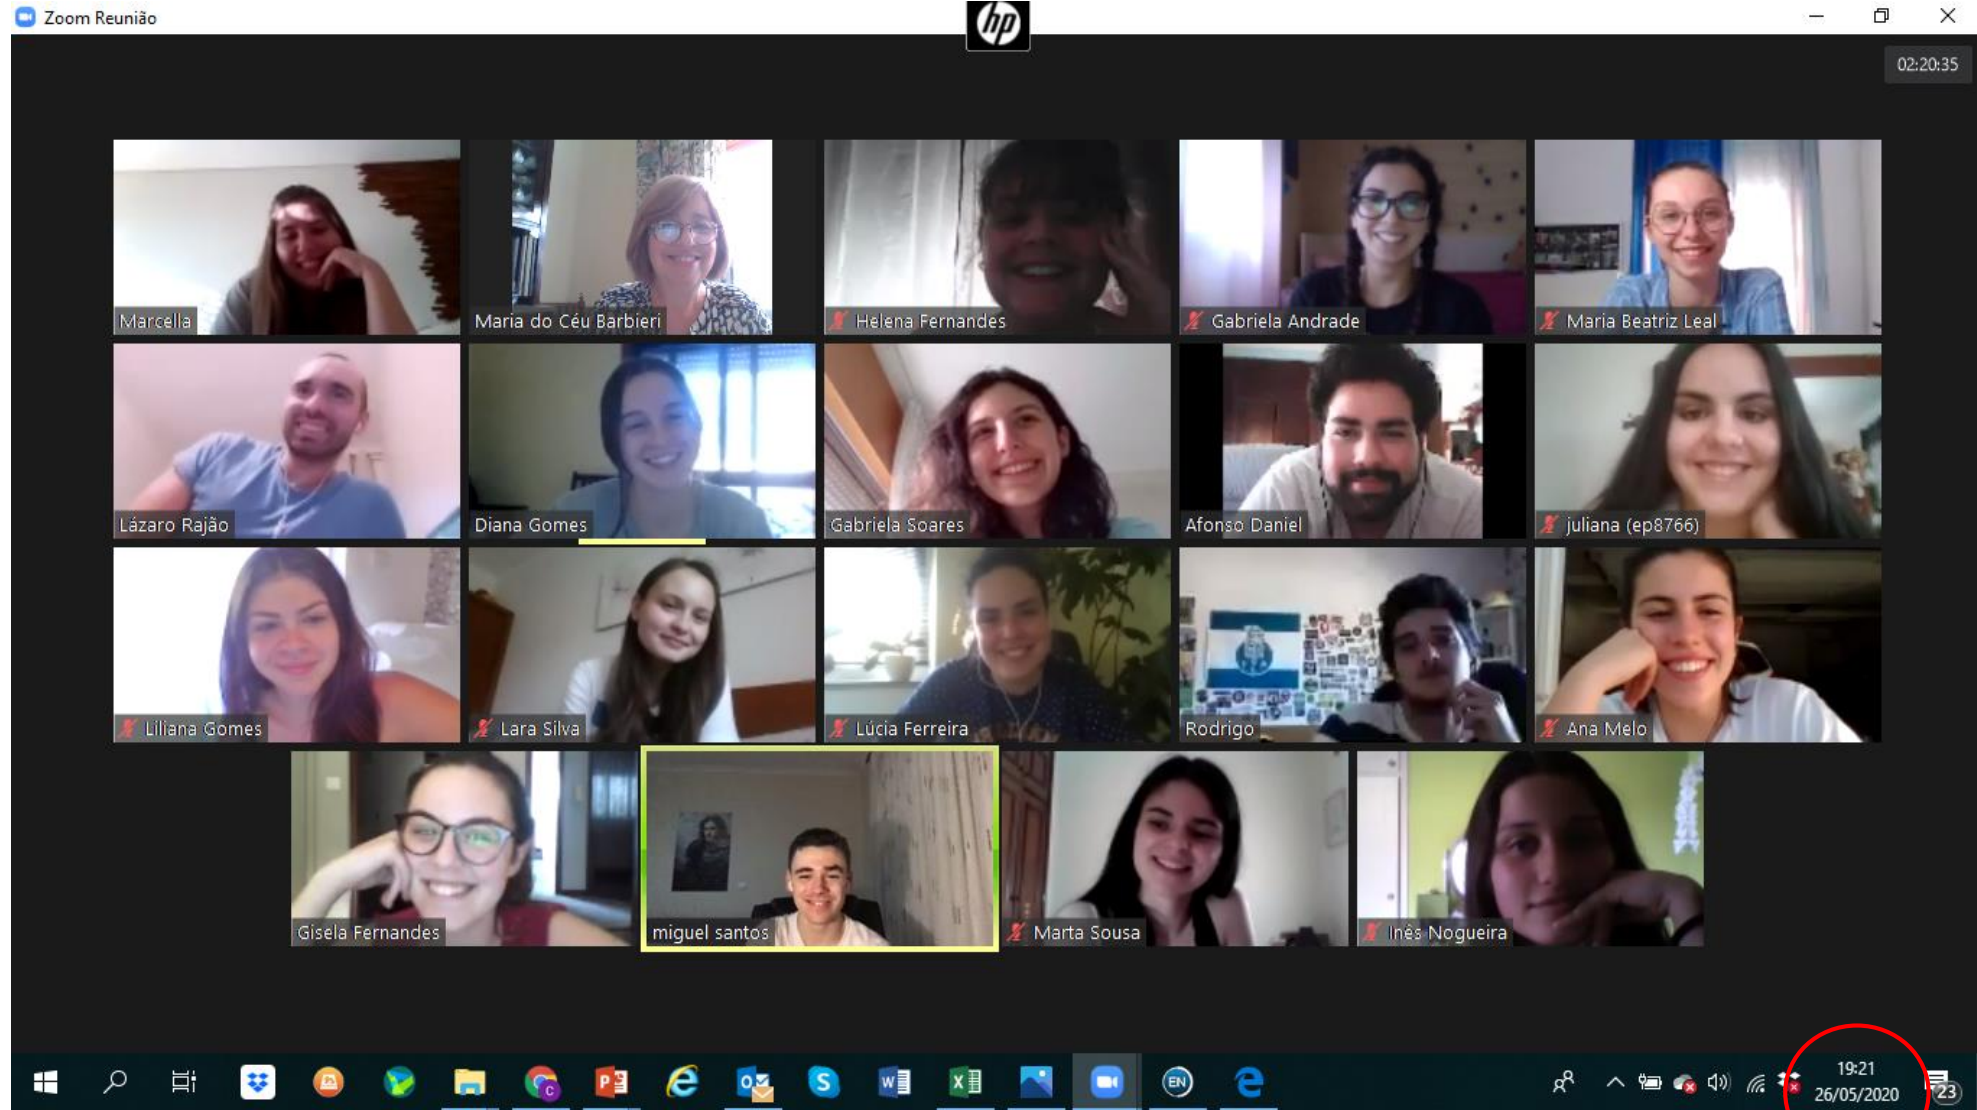 Zoom Reunião
hp
02:20:35
Marcella
Maria do Céu Barbieri
Helena Fernandes
Gabriela Andrade
Maria Beatriz Leal
Lázaro Rajão
Diana Gomes
Gabriela Soares
Afonso Daniel
juliana (ep8766)
Liliana Gomes
Lara Silva
Lúcia Ferreira
Rodrigo
Ana Melo
Gisela Fernandes
miguel santos
Marta Sousa
Inês Nogueira
EN
19:21
26/05/2020
23